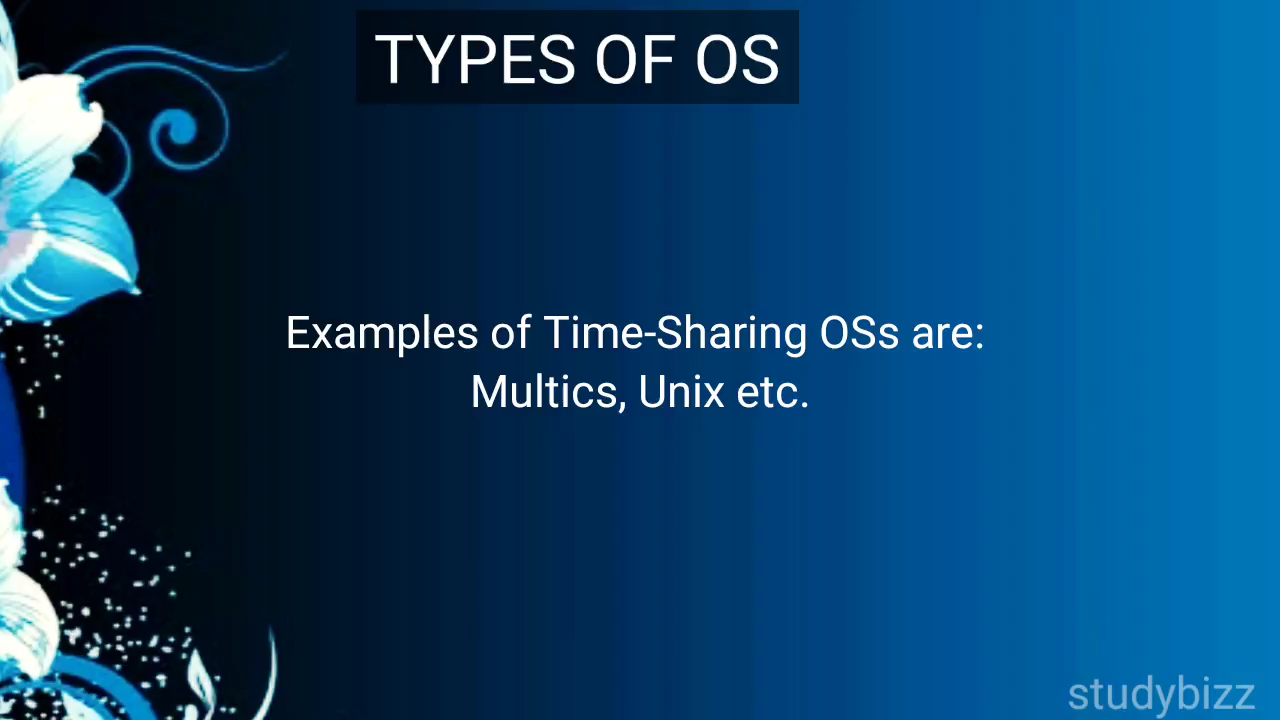 TYPES OF OS
Examples of Time-Sharing OSs are:
Multics, Unix etc.
studybizz